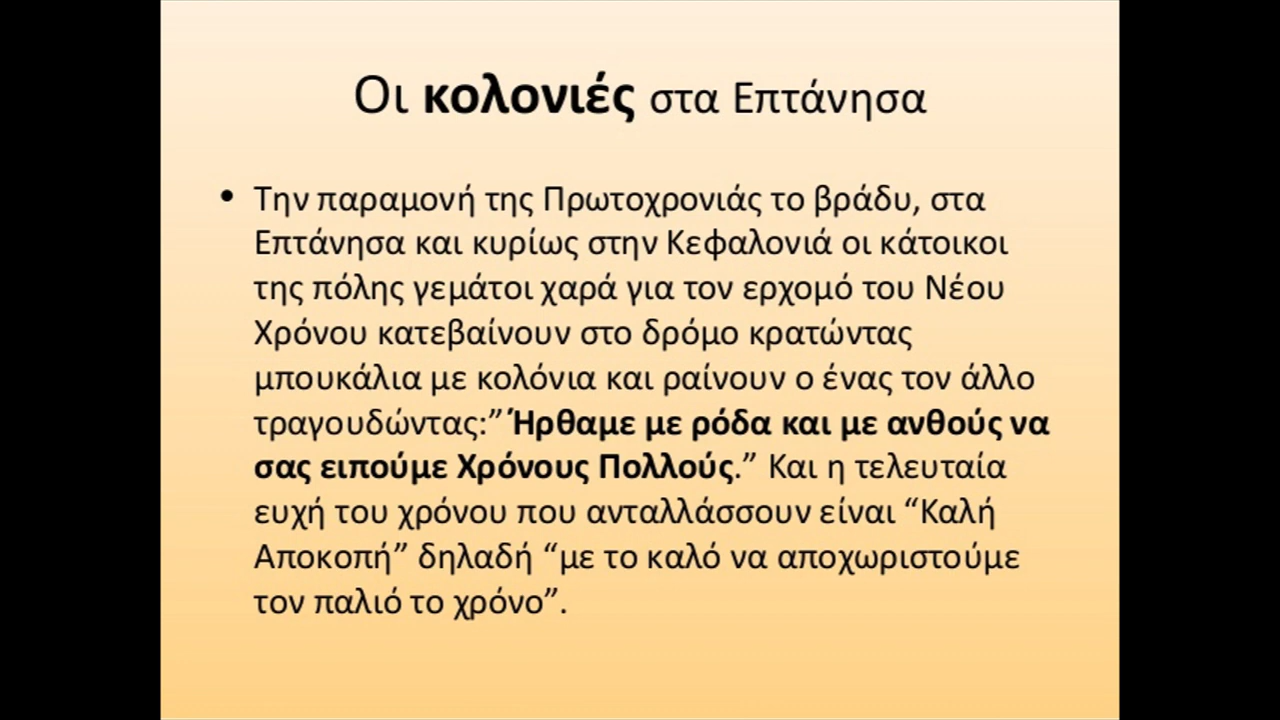 Οι κολονιές στα Επτάνησα
• Την παραμονή της Πρωτοχρονιάς το βράδυ, στα
Επτάνησα και κυρίως στην Κεφαλονιά οι κάτοικοι
της πόλης γεμάτοι χαρά για τον ερχομό του Νέου
Χρόνου κατεβαίνουν στο δρόμο κρατώντας
μπουκάλια με κολόνια και ραίνουν ο ένας τον άλλο
τραγουδώντας:” Ήρθαμε με ρόδα και με ανθούς να
σας ειπούμε Χρόνους Πολλούς.” Και η τελευταία
ευχή του χρόνου που ανταλλάσσουν είναι “Καλή
Αποκοπή” δηλαδή “με το καλό να αποχωριστούμε
τον παλιό το χρόνο”.